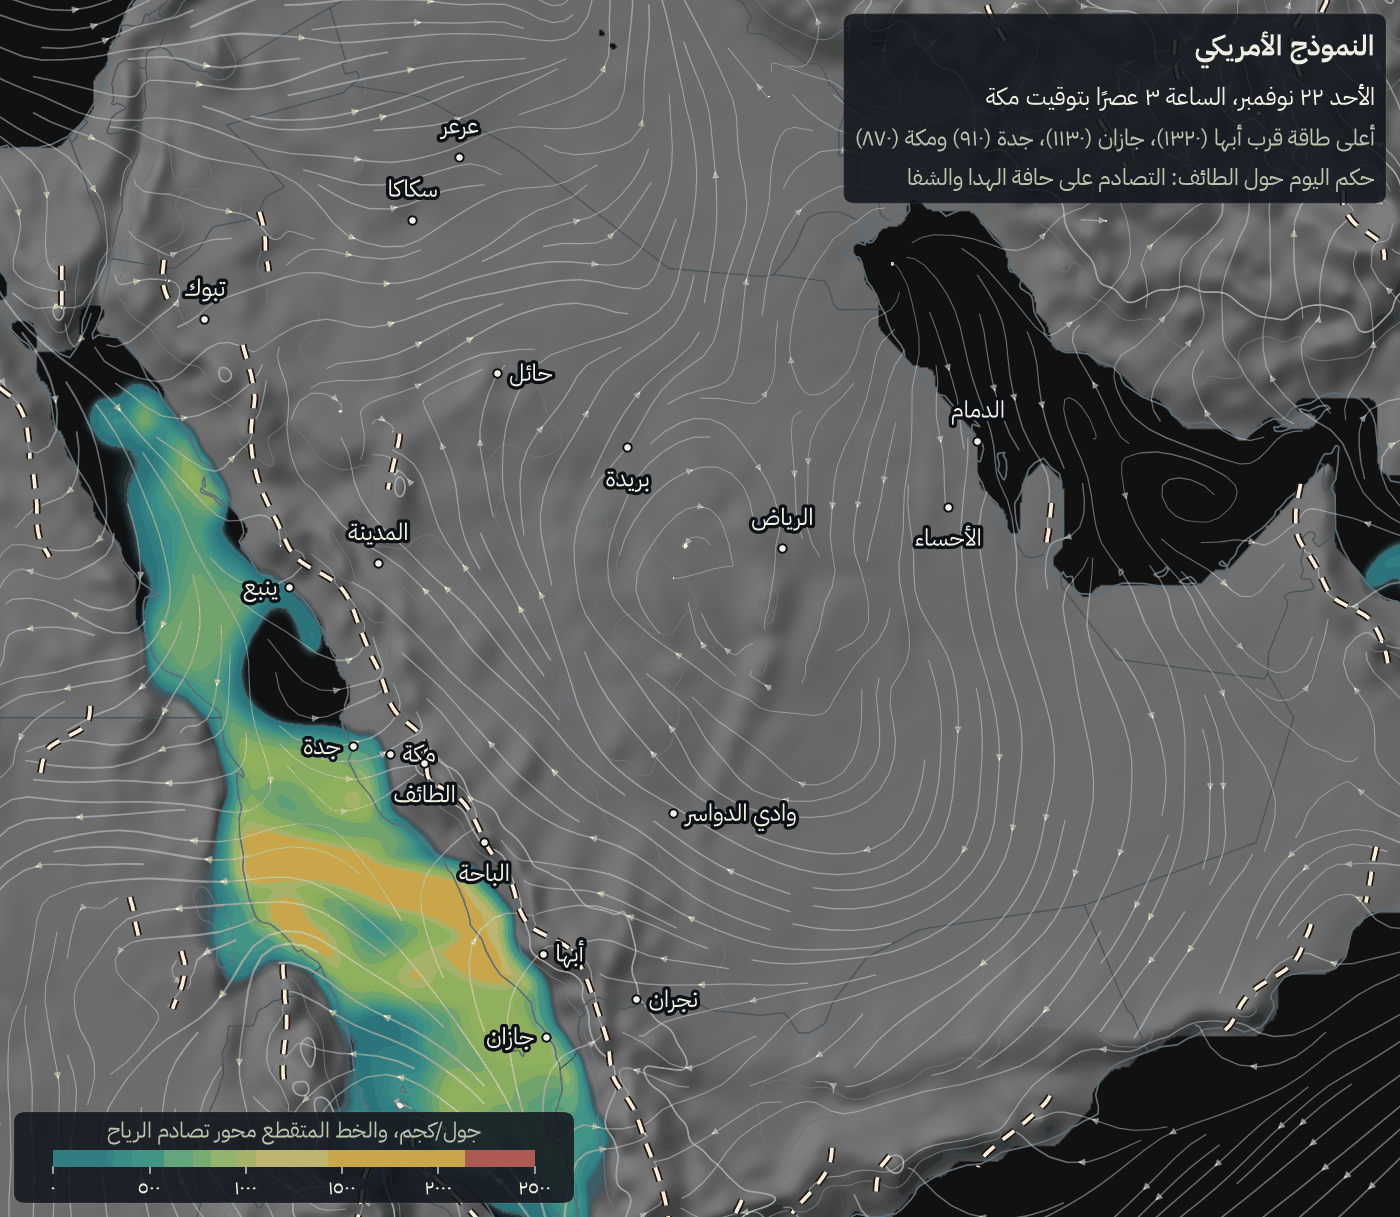 النموذج الأمريكي
الأحد ٢٢ نوفمبر، الساعة ٣ عصرًا بتوقيت مكة
أعلى طاقة قرب أبها (١٣٢٠)، جازان (١١٣٠)، جدة (٩١٠) ومكة (٨٧٠)
حكم اليوم حول الطائف: التصادم على حافة الهدا والشفا
عرعر
سكاكا
تبوك
حائل
الدمام
بريدة
الرياض
الأحساء
المدينة
ينبع
جدة
مكة
الطائف
وادي الدواسر
الباحة
أبها
نجران
جازان
جول/كجم، والخط المتقطع محور تصادم الرياح
٠ ٥٠٠ ١٠٠٠ ١٥٠٠ ٢٠٠٠ ٢٥٠٠